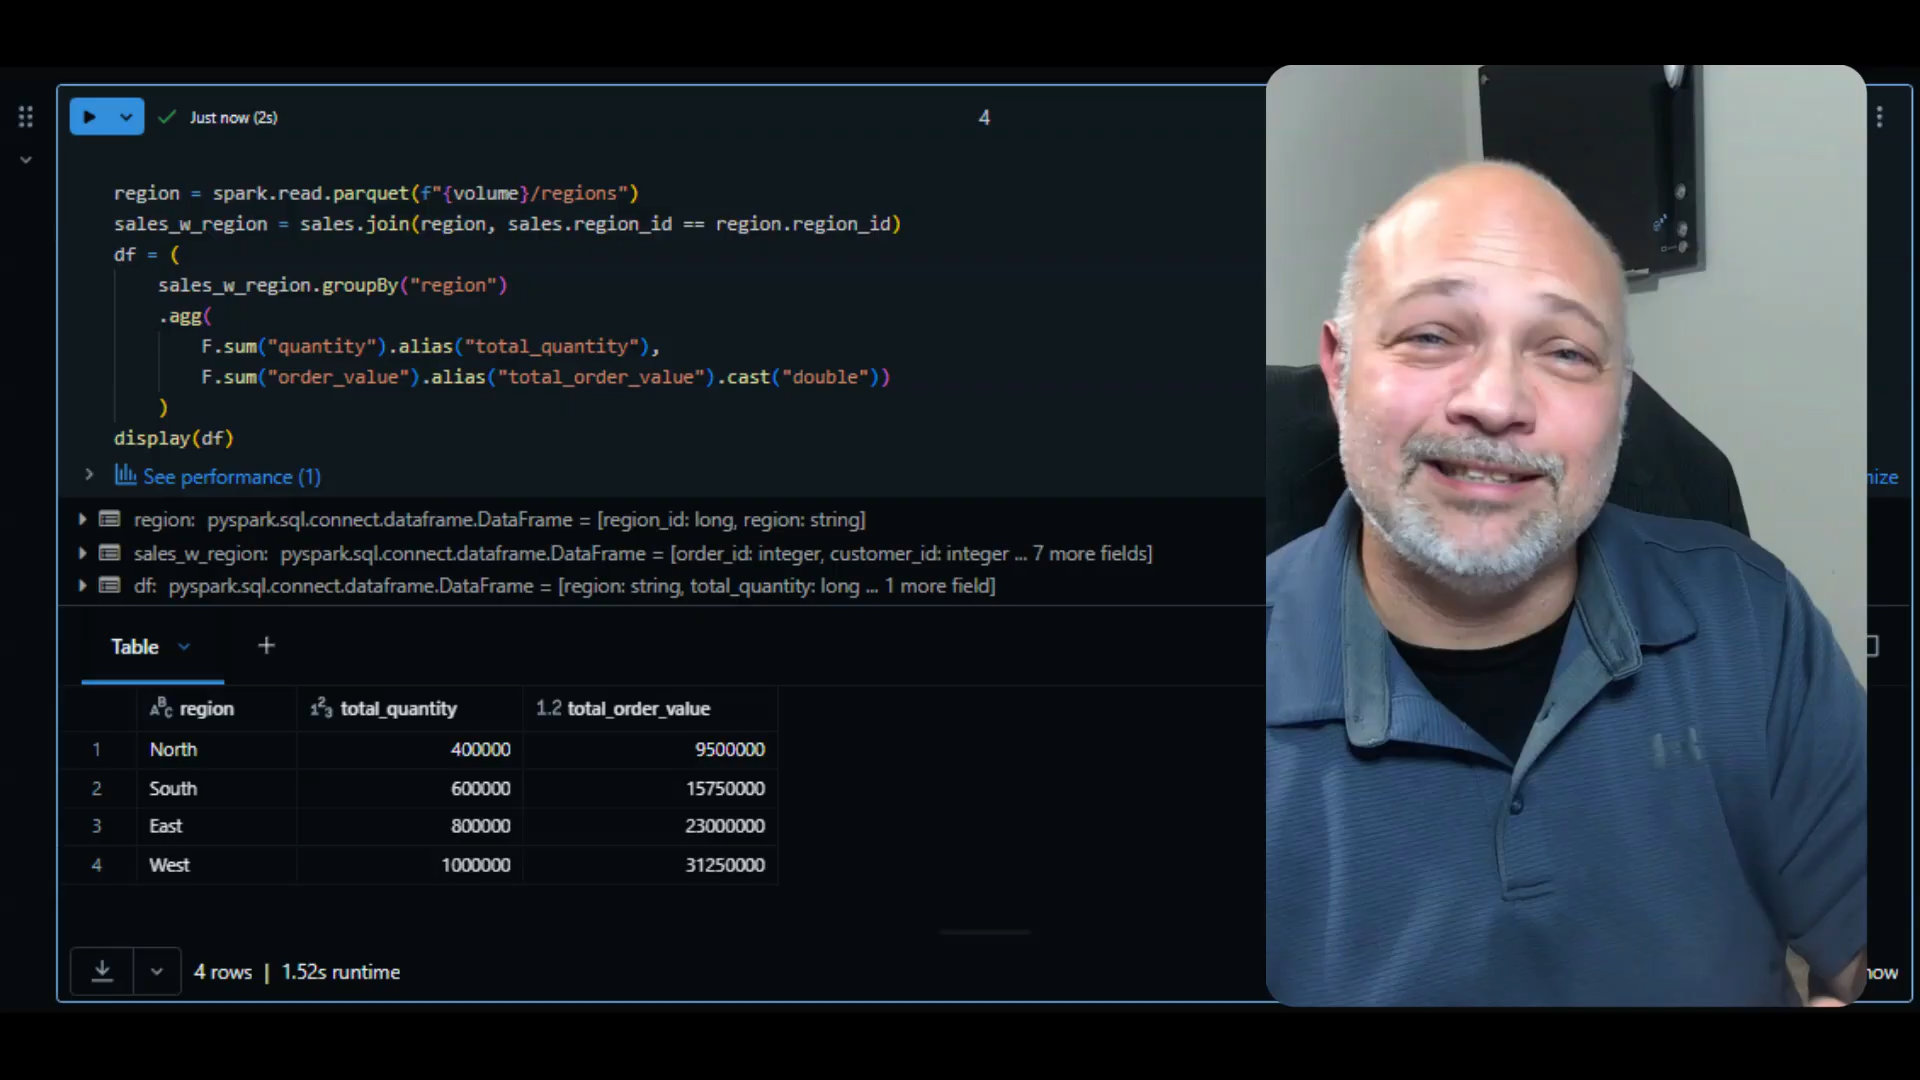 Just now (2s)
4
region = spark.read.parquet(f"{volume}/regions")
sales_w_region = sales.join(region, sales.region_id == region.region_id)
df = (
sales_w_region.groupBy("region")
.agg(
F.sum("quantity").alias("total_quantity"),
F.sum("order_value").alias("total_order_value").cast("double"))
)
display(df)
See performance (1)
nize
region: pyspark.sql.connect.dataframe.DataFrame = [region_id: long, region: string]
sales_w_region: pyspark.sql.connect.dataframe.DataFrame = [order_id: integer, customer_id: integer ... 7 more fields]
df: pyspark.sql.connect.dataframe.DataFrame = [region: string, total_quantity: long ... 1 more field]
Table +
ABC region 123 total_quantity 1.2 total_order_value
1 North 400000 9500000
2 South 600000 15750000
3 East 800000 23000000
4 West 1000000 31250000
4 rows | 1.52s runtime
now